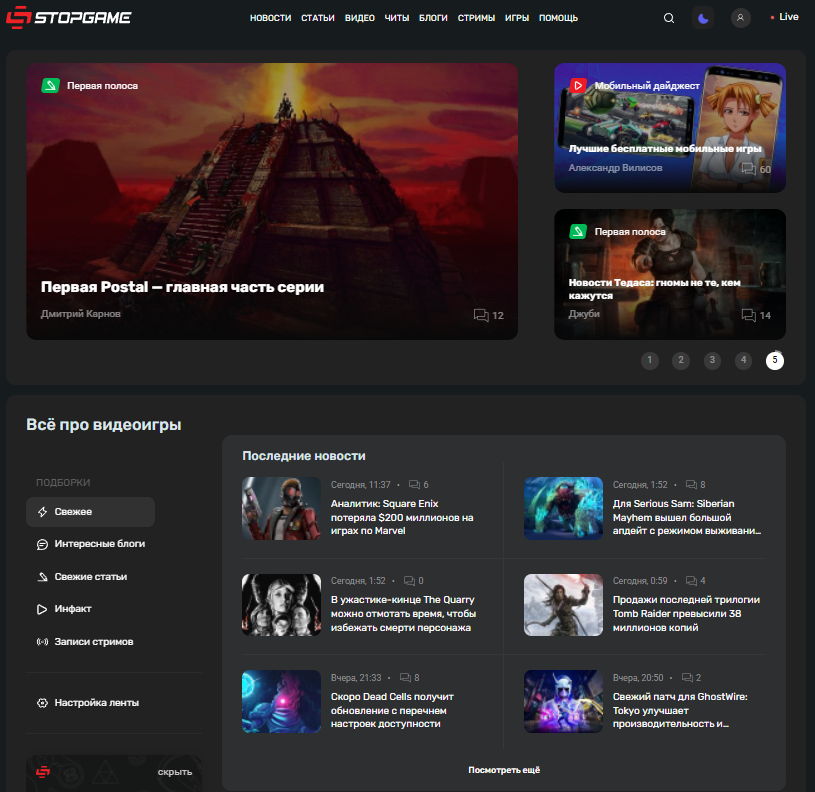 STOPGAME
НОВОСТИ СТАТЬИ ВИДЕО ЧИТЫ БЛОГИ СТРИМЫ ИГРЫ ПОМОЩЬ
Live
Первая полоса
Первая Postal — главная часть серии
Дмитрий Карнов
12
Мобильный дайджест
Лучшие бесплатные мобильные игры
Александр Вилисов
60
Первая полоса
Новости Тедаса: гномы не те, кем
кажутся
Джуби
14
1 2 3 4 5
Всё про видеоигры
ПОДБОРКИ
Свежее
Интересные блоги
Свежие статьи
Инфакт
Записи стримов
Настройка ленты
скрыть
Последние новости
Сегодня, 11:37 • 6
Аналитик: Square Enix
потеряла $200 миллионов на
играх по Marvel
Сегодня, 1:52 • 8
Для Serious Sam: Siberian
Mayhem вышел большой
апдейт с режимом выживани...
Сегодня, 1:52 • 0
В ужастике-кинце The Quarry
можно отмотать время, чтобы
избежать смерти персонажа
Сегодня, 0:59 • 4
Продажи последней трилогии
Tomb Raider превысили 38
миллионов копий
Вчера, 21:33 • 8
Скоро Dead Cells получит
обновление с перечнем
настроек доступности
Вчера, 20:50 • 2
Свежий патч для GhostWire:
Tokyo улучшает
производительность и...
Посмотреть ещё